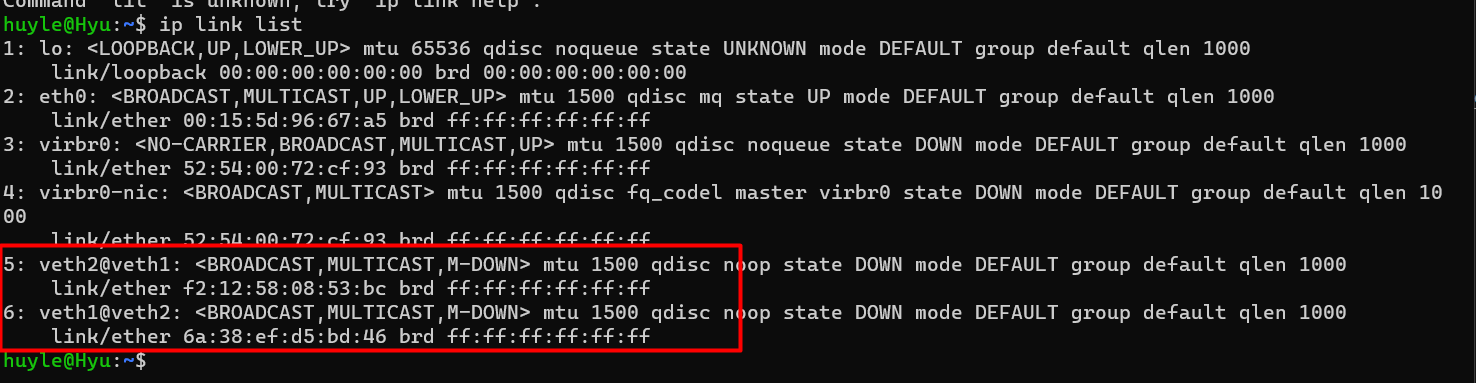 Command "lit" is unknown, try "ip link help".
huyle@Hyu:~$ ip link list
1: lo: <LOOPBACK,UP,LOWER_UP> mtu 65536 qdisc noqueue state UNKNOWN mode DEFAULT group default qlen 1000
    link/loopback 00:00:00:00:00:00 brd 00:00:00:00:00:00
2: eth0: <BROADCAST,MULTICAST,UP,LOWER_UP> mtu 1500 qdisc mq state UP mode DEFAULT group default qlen 1000
    link/ether 00:15:5d:96:67:a5 brd ff:ff:ff:ff:ff:ff
3: virbr0: <NO-CARRIER,BROADCAST,MULTICAST,UP> mtu 1500 qdisc noqueue state DOWN mode DEFAULT group default qlen 1000
    link/ether 52:54:00:72:cf:93 brd ff:ff:ff:ff:ff:ff
4: virbr0-nic: <BROADCAST,MULTICAST> mtu 1500 qdisc fq_codel master virbr0 state DOWN mode DEFAULT group default qlen 10
00
    link/ether 52:54:00:72:cf:93 brd ff:ff:ff:ff:ff:ff
5: veth2@veth1: <BROADCAST,MULTICAST,M-DOWN> mtu 1500 qdisc noop state DOWN mode DEFAULT group default qlen 1000
    link/ether f2:12:58:08:53:bc brd ff:ff:ff:ff:ff:ff
6: veth1@veth2: <BROADCAST,MULTICAST,M-DOWN> mtu 1500 qdisc noop state DOWN mode DEFAULT group default qlen 1000
    link/ether 6a:38:ef:d5:bd:46 brd ff:ff:ff:ff:ff:ff
huyle@Hyu:~$